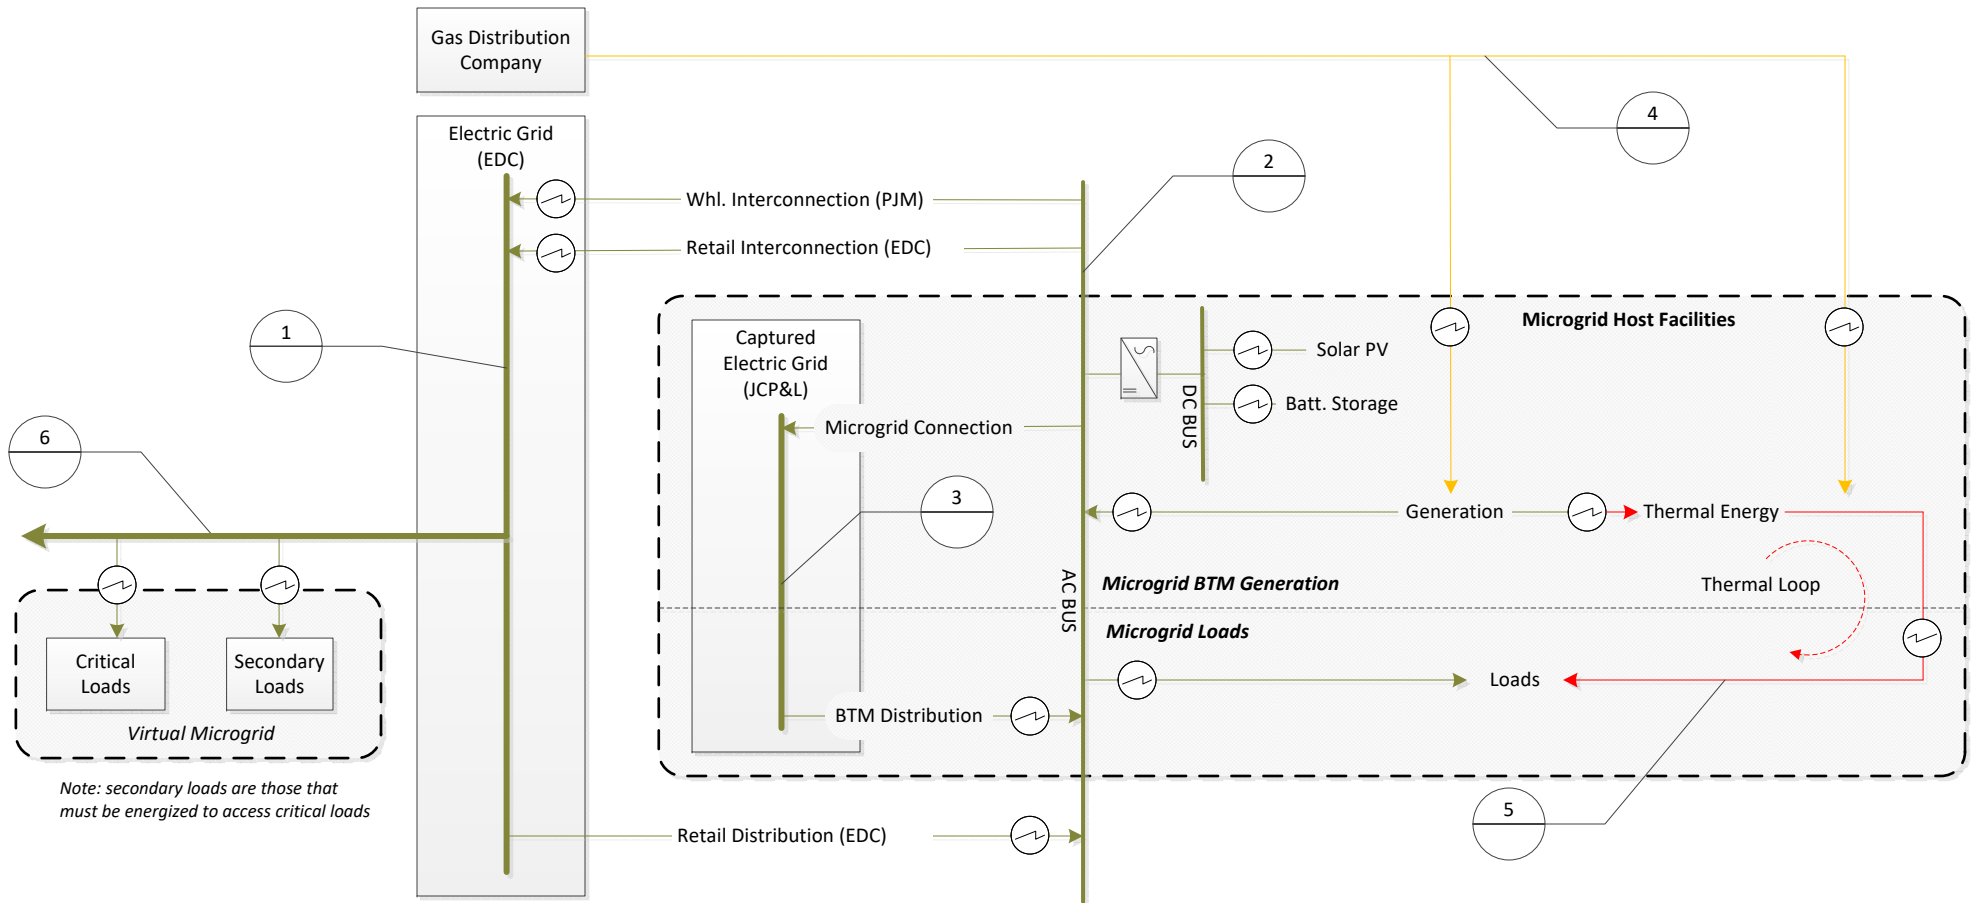 Gas Distribution
Company
4
Electric Grid
(EDC)
2
Whl. Interconnection (PJM)
Retail Interconnection (EDC)
1
Microgrid Host Facilities
Captured
Electric Grid
(JCP&L)
Solar PV
DC BUS
Batt. Storage
Microgrid Connection
6
3
Generation
Thermal Energy
AC BUS
Microgrid BTM Generation
Thermal Loop
Microgrid Loads
Critical
Loads
Secondary
Loads
Loads
BTM Distribution
Virtual Microgrid
Note: secondary loads are those that
must be energized to access critical loads
5
Retail Distribution (EDC)